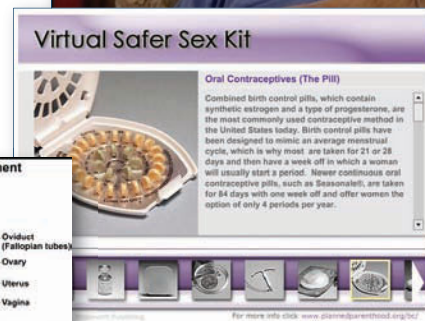 Virtual Safer Sex Kit
Oral Contraceptives (The Pill)
Combined birth control pills, which contain
synthetic estrogen and a type of progesterone, are
the most commonly used contraceptive method in
the United States today. Birth control pills have
been designed to mimic an average menstrual
cycle, which is why most are taken for 21 or 28
days and then have a week off in which a woman
will usually start a period. Newer continuous oral
contraceptive pills, such as Seasonale®, are taken
for 84 days with one week off and offer women the
option of only 4 periods per year.
Oviduct
(Fallopian tubes)
Ovary
Uterus
Vagina
For more info click www.plannedparenthood.org/bc/